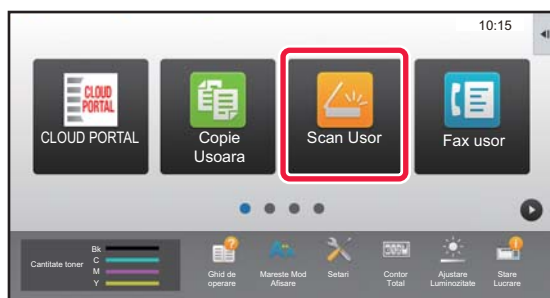 10:15
CLOUD
PORTAL
CLOUD PORTAL
Copie
Usoara
Scan Usor
Fax usor
Cantitate toner
Bk
C
M
Y
Ghid de
operare
Mareste Mod
Afisare
Setari
Contor
Total
Ajustare
Luminozitate
Stare
Lucrare